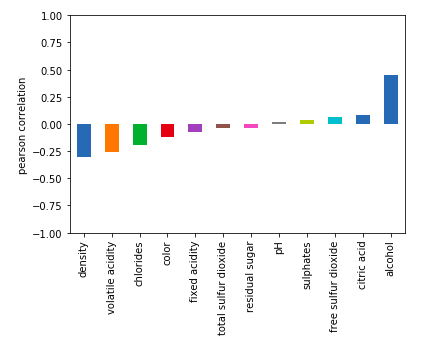 1.00
0.75
0.50
0.25
0.00
−0.25
−0.50
−0.75
−1.00
pearson correlation
density
volatile acidity
chlorides
color
fixed acidity
total sulfur dioxide
residual sugar
pH
sulphates
free sulfur dioxide
citric acid
alcohol